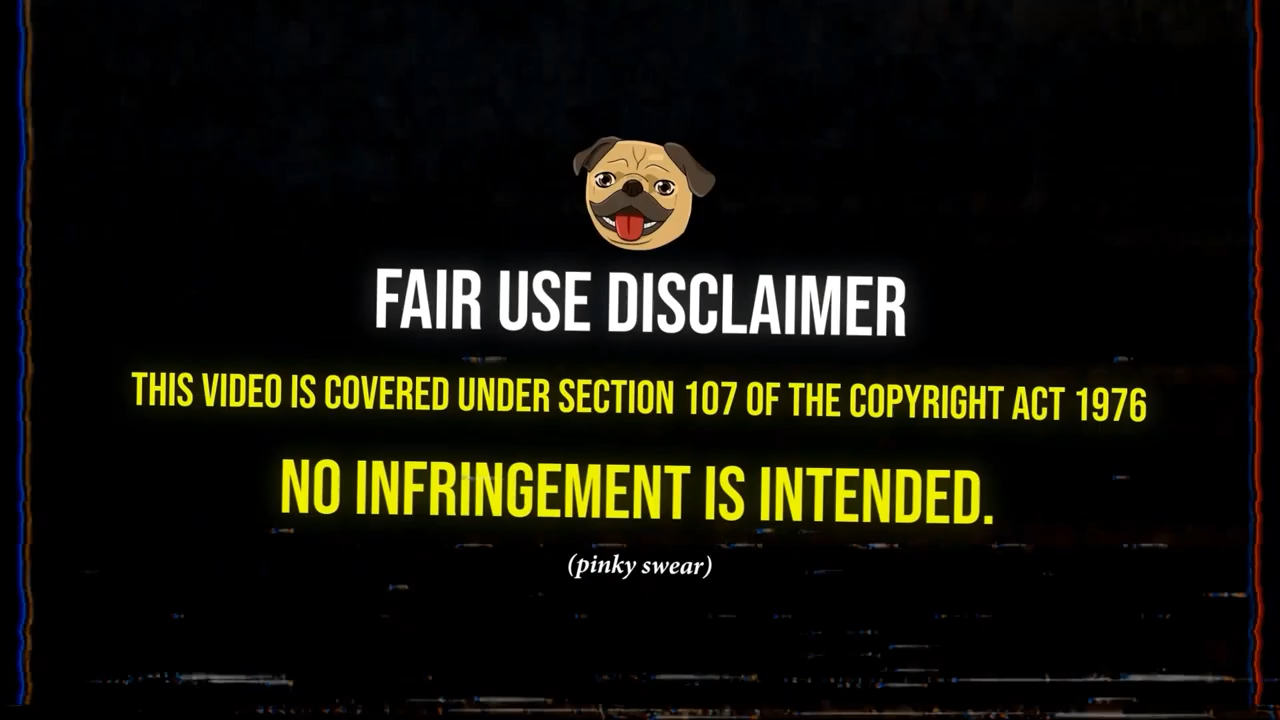 FAIR USE DISCLAIMER
THIS VIDEO IS COVERED UNDER SECTION 107 OF THE COPYRIGHT ACT 1976
NO INFRINGEMENT IS INTENDED.
(pinky swear)